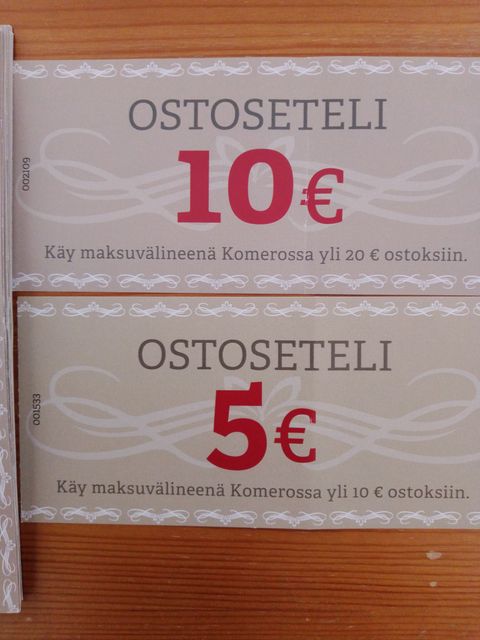 OSTOSETELI
10€
002109
Käy maksuvälineenä Komerossa yli 20 € ostoksiin.
OSTOSETELI
5€
001533
Käy maksuvälineenä Komerossa yli 10 € ostoksiin.